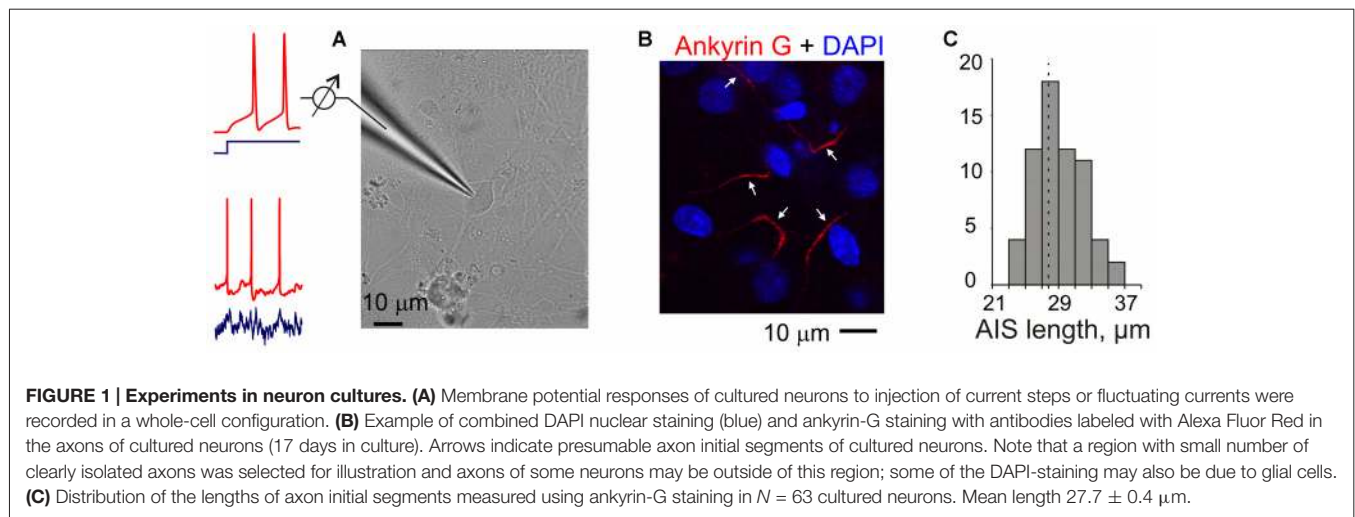 A
10 µm
B
Ankyrin G + DAPI
10 µm
C
20
15
10
5
0
21 29 37
AIS length, µm
FIGURE 1 | Experiments in neuron cultures. (A) Membrane potential responses of cultured neurons to injection of current steps or fluctuating currents were
recorded in a whole-cell configuration. (B) Example of combined DAPI nuclear staining (blue) and ankyrin-G staining with antibodies labeled with Alexa Fluor Red in
the axons of cultured neurons (17 days in culture). Arrows indicate presumable axon initial segments of cultured neurons. Note that a region with small number of
clearly isolated axons was selected for illustration and axons of some neurons may be outside of this region; some of the DAPI-staining may also be due to glial cells.
(C) Distribution of the lengths of axon initial segments measured using ankyrin-G staining in N = 63 cultured neurons. Mean length 27.7 ± 0.4 µm.